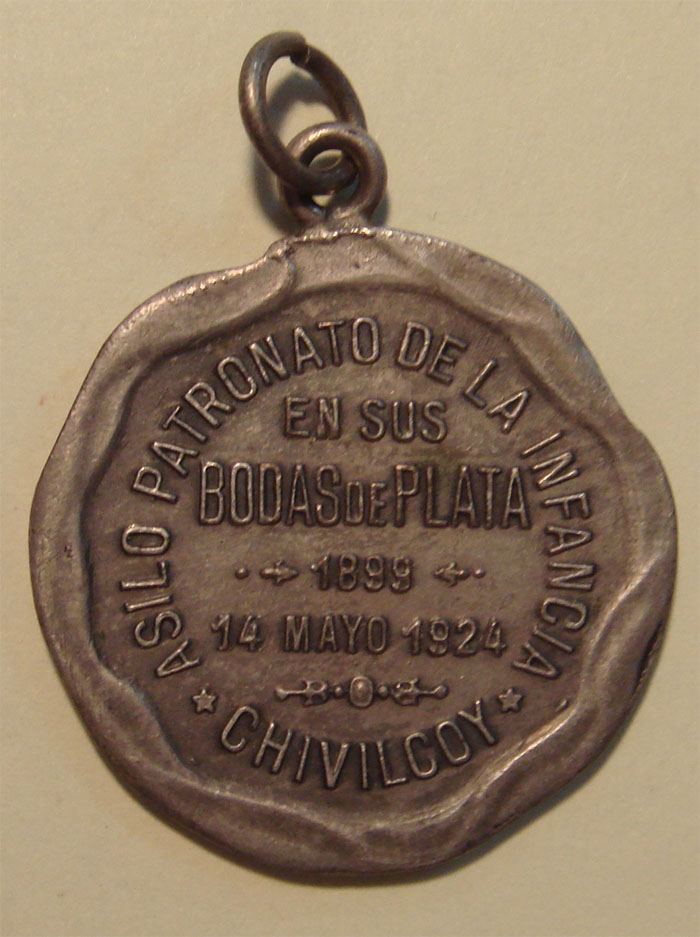 ASILO PATRONATO DE LA INFANCIA
EN SUS
BODAS DE PLATA
1899
14 MAYO 1924
CHIVILCOY